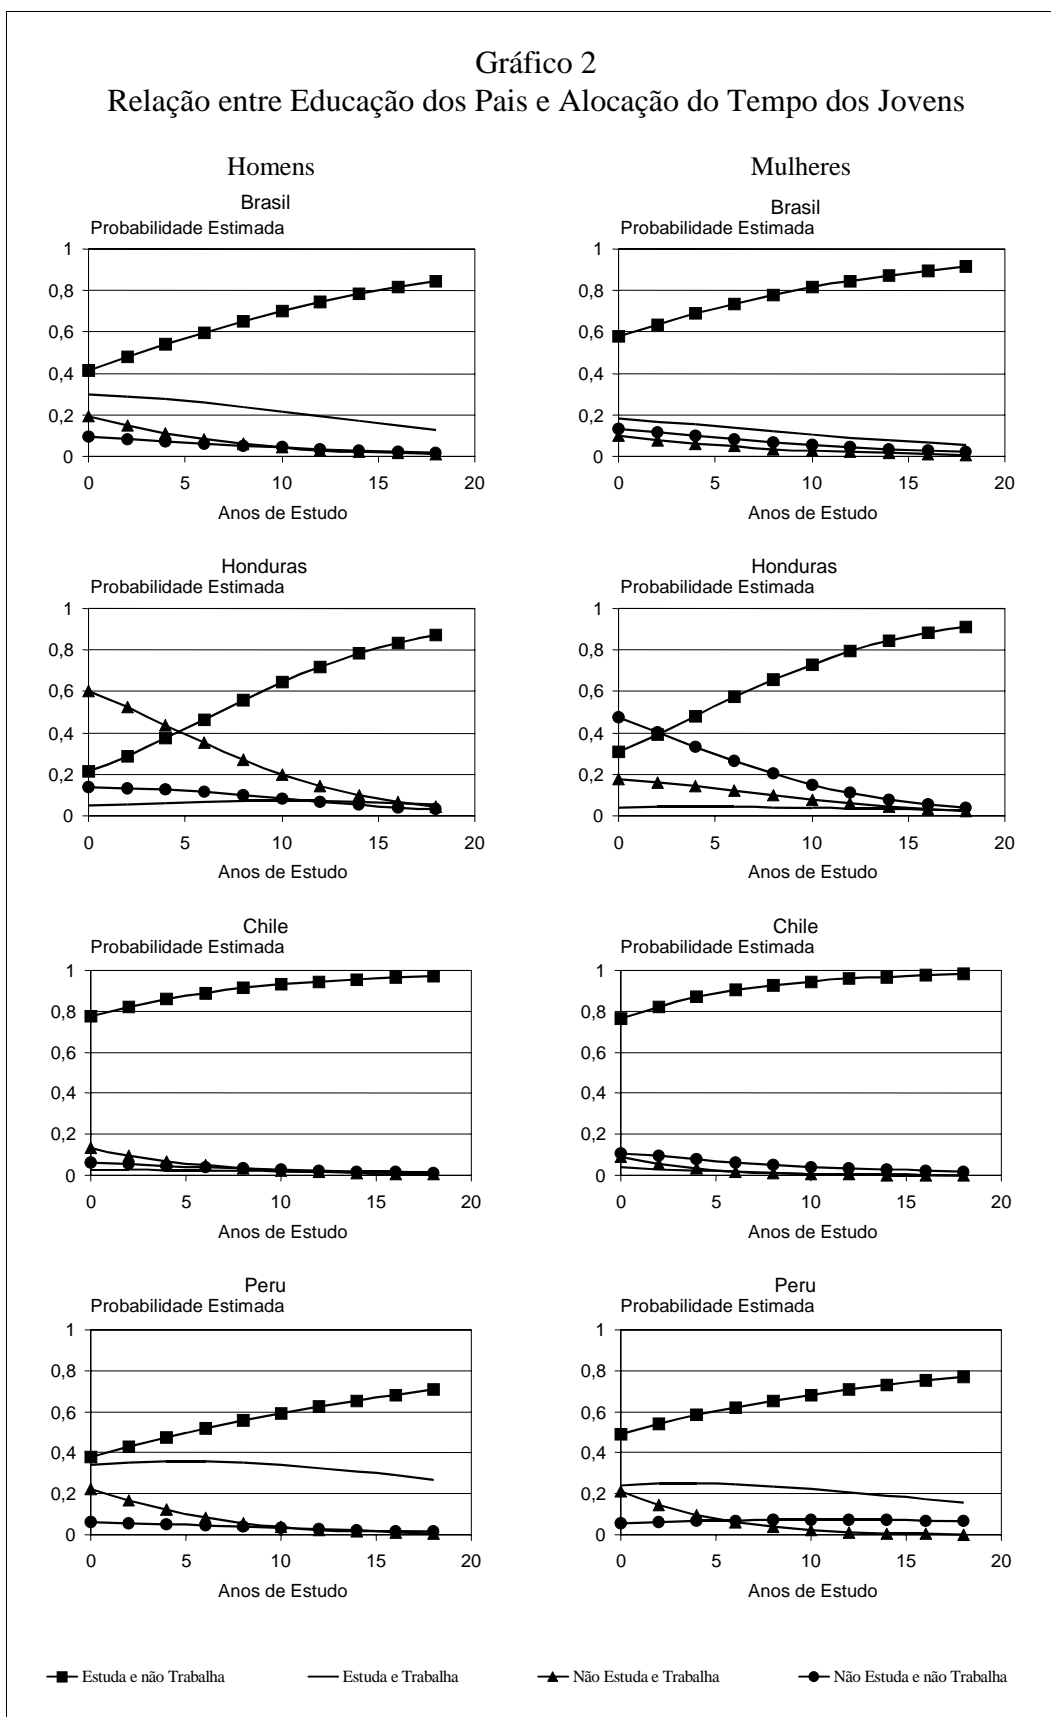 Gráfico 2
Relação entre Educação dos Pais e Alocação do Tempo dos Jovens
Homens
Mulheres
Brasil
Probabilidade Estimada
1
0,8
0,6
0,4
0,2
0
0 5 10 15 20
Anos de Estudo
Brasil
Probabilidade Estimada
1
0,8
0,6
0,4
0,2
0
0 5 10 15 20
Anos de Estudo
Honduras
Probabilidade Estimada
1
0,8
0,6
0,4
0,2
0
0 5 10 15 20
Anos de Estudo
Honduras
Probabilidade Estimada
1
0,8
0,6
0,4
0,2
0
0 5 10 15 20
Anos de Estudo
Chile
Probabilidade Estimada
1
0,8
0,6
0,4
0,2
0
0 5 10 15 20
Anos de Estudo
Chile
Probabilidade Estimada
1
0,8
0,6
0,4
0,2
0
0 5 10 15 20
Anos de Estudo
Peru
Probabilidade Estimada
1
0,8
0,6
0,4
0,2
0
0 5 10 15 20
Anos de Estudo
Peru
Probabilidade Estimada
1
0,8
0,6
0,4
0,2
0
0 5 10 15 20
Anos de Estudo
Estuda e não Trabalha Estuda e Trabalha Não Estuda e Trabalha Não Estuda e não Trabalha